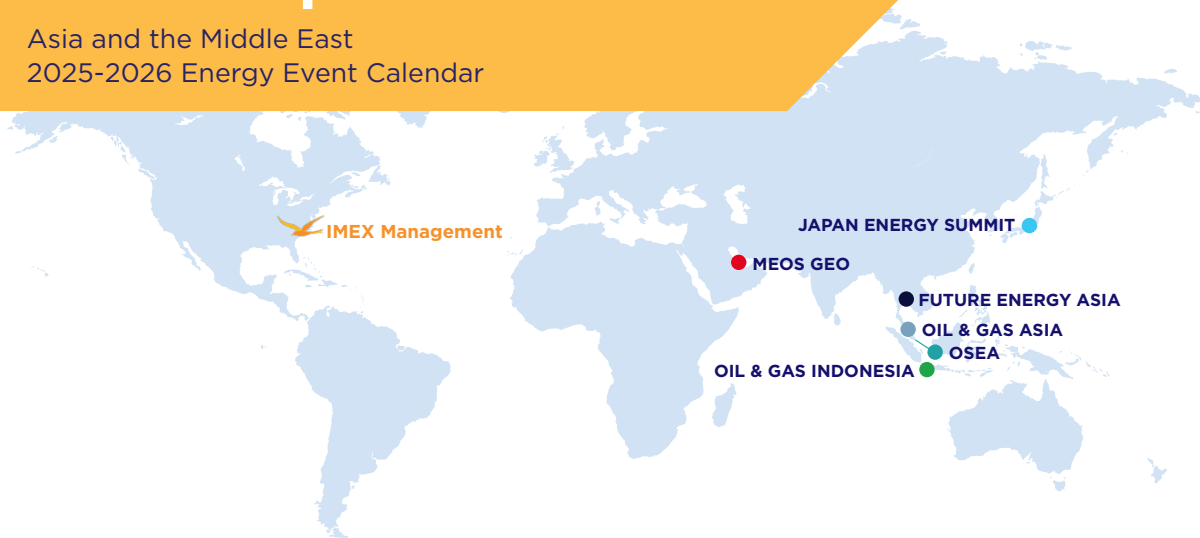 Asia and the Middle East
2025-2026 Energy Event Calendar
JAPAN ENERGY SUMMIT
IMEX Management
MEOS GEO
FUTURE ENERGY ASIA
OIL & GAS ASIA
OSEA
OIL & GAS INDONESIA